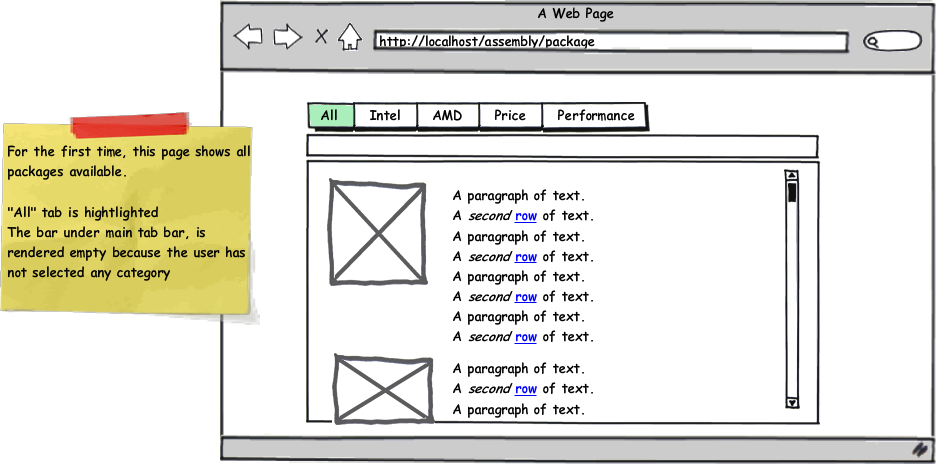 A Web Page
X
http://localhost/assembly/package
All Intel AMD Price Performance
For the first time, this page shows all
packages available.
"All" tab is hightlighted
The bar under main tab bar, is
rendered empty because the user has
not selected any category
A paragraph of text.
A second row of text.
A paragraph of text.
A second row of text.
A paragraph of text.
A second row of text.
A paragraph of text.
A second row of text.
A paragraph of text.
A second row of text.
A paragraph of text.